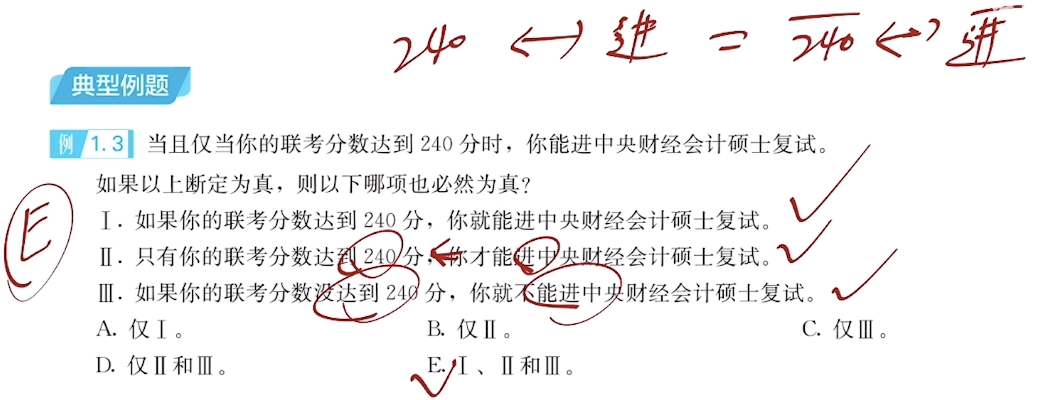 240 ↔ 进 = 240 ↔ 进
典型例题
例 1.3 当且仅当你的联考分数达到 240 分时，你能进中央财经会计硕士复试。
如果以上断定为真，则以下哪项也必然为真？
Ⅰ. 如果你的联考分数达到 240 分，你就能进中央财经会计硕士复试。
E
Ⅱ. 只有你的联考分数达到 240 分，你才能进中央财经会计硕士复试。
Ⅲ. 如果你的联考分数没达到 240 分，你就不能进中央财经会计硕士复试。
A. 仅Ⅰ。 B. 仅Ⅱ。 C. 仅Ⅲ。
D. 仅Ⅱ和Ⅲ。 E. Ⅰ、Ⅱ和Ⅲ。